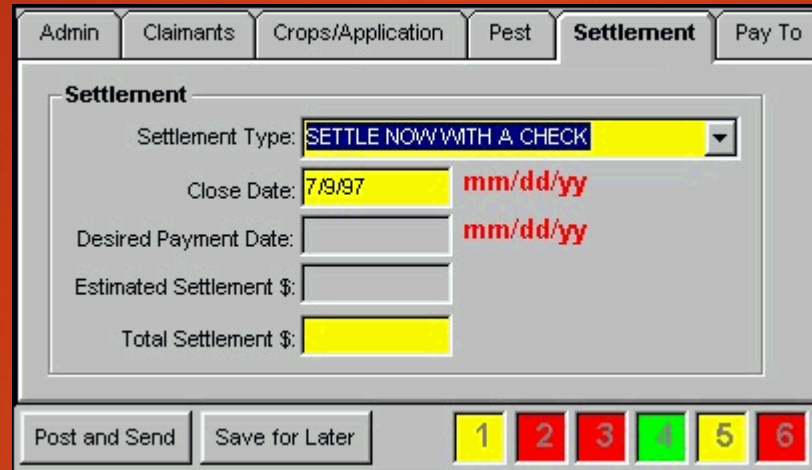 Admin Claimants Crops/Application Pest Settlement Pay To
Settlement
Settlement Type: SETTLE NOW WITH A CHECK
Close Date: 7/9/97 mm/dd/yy
Desired Payment Date: mm/dd/yy
Estimated Settlement $:
Total Settlement $:
Post and Send Save for Later 1 2 3 4 5 6